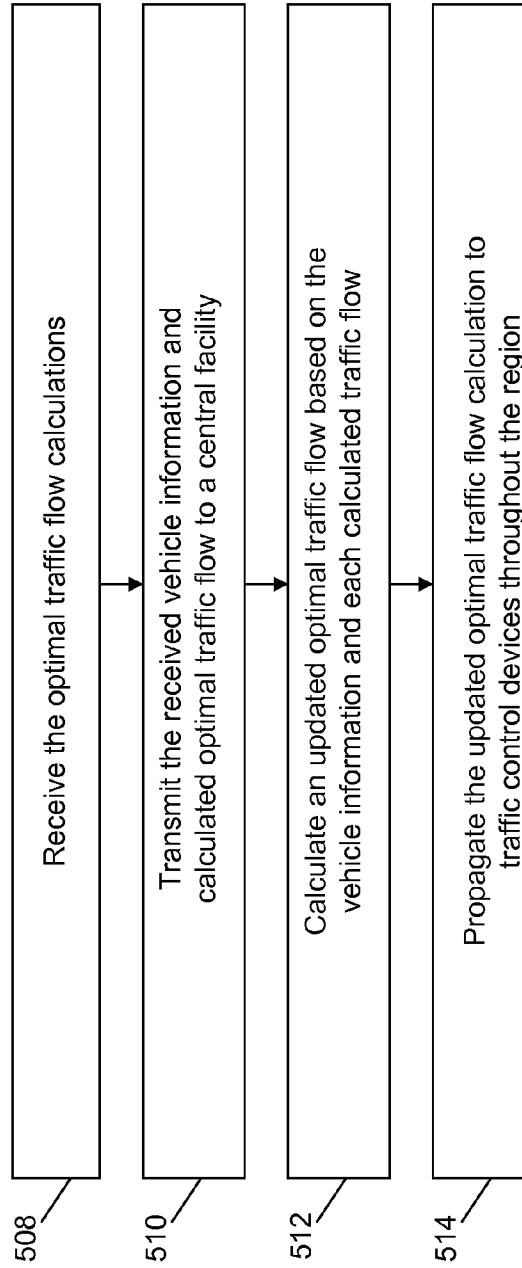 508
Receive the optimal traffic flow calculations
510
Transmit the received vehicle information and
calculated optimal traffic flow to a central facility
512
Calculate an updated optimal traffic flow based on the
vehicle information and each calculated traffic flow
514
Propagate the updated optimal traffic flow calculation to
traffic control devices throughout the region